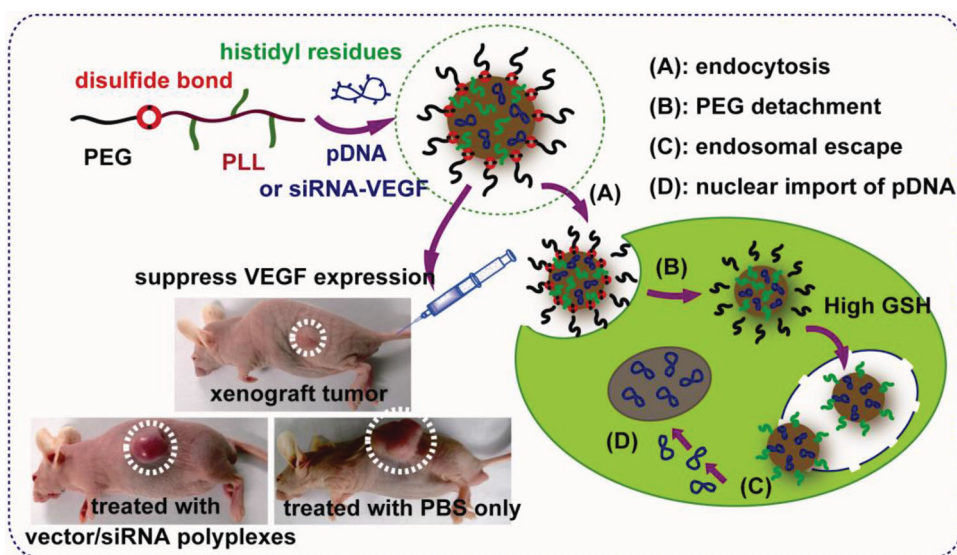 histidyl residues
disulfide bond
PEG
PLL
pDNA
or siRNA-VEGF
(A): endocytosis
(B): PEG detachment
(C): endosomal escape
(D): nuclear import of pDNA
(A)
(B)
High GSH
(C)
(D)
suppress VEGF expression
xenograft tumor
treated with
vector/siRNA polyplexes
treated with PBS only